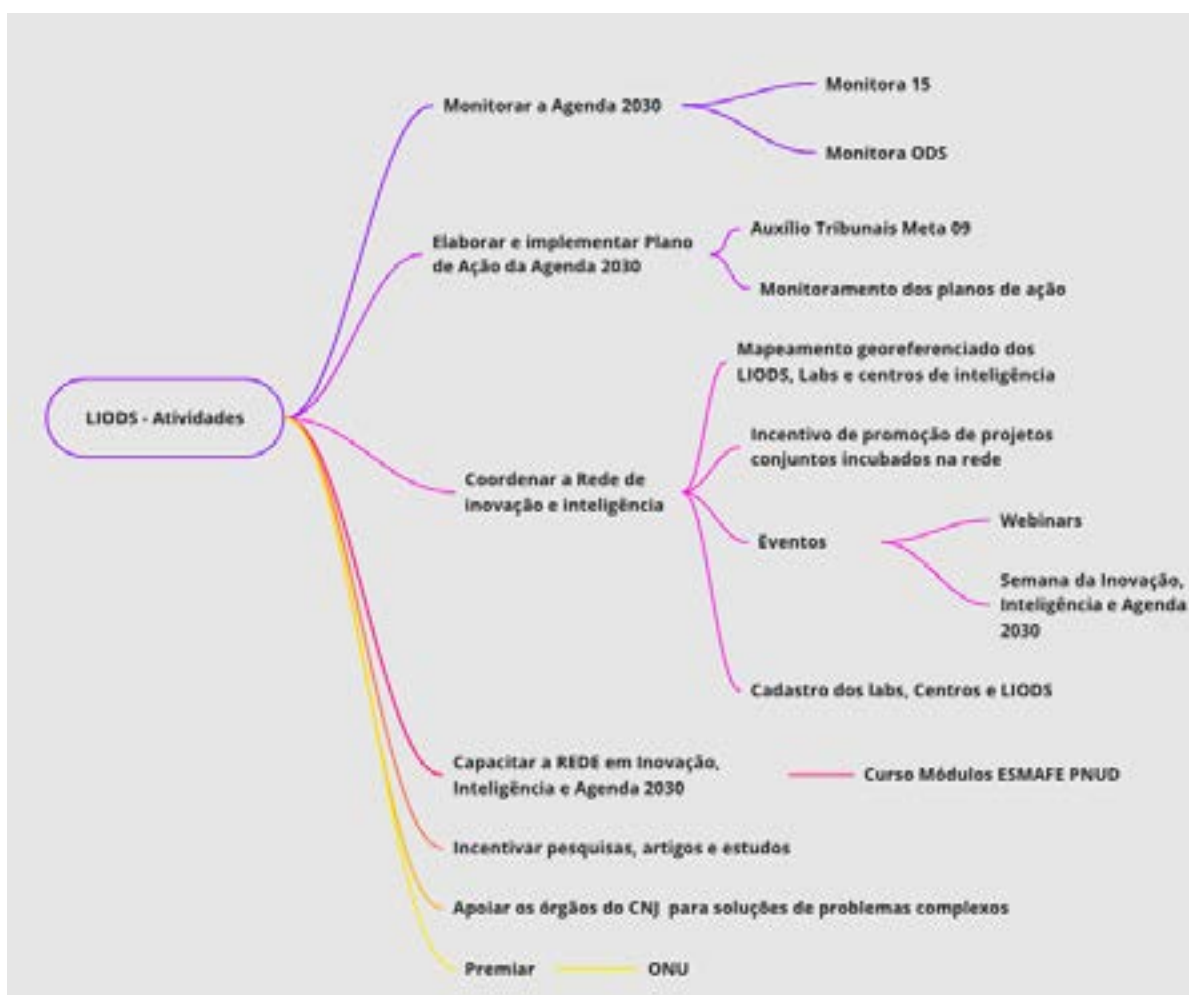 LIODS - Atividades
Monitorar a Agenda 2030
Monitora 15
Monitora ODS
Elaborar e implementar Plano
de Ação da Agenda 2030
Auxílio Tribunais Meta 09
Monitoramento dos planos de ação
Coordenar a Rede de
inovação e inteligência
Mapeamento georeferenciado dos
LIODS, Labs e centros de inteligência
Incentivo de promoção de projetos
conjuntos incubados na rede
Eventos
Webinars
Semana da Inovação,
Inteligência e Agenda
2030
Cadastro dos labs, Centros e LIODS
Capacitar a REDE em Inovação,
Inteligência e Agenda 2030
Curso Módulos ESMAFE PNUD
Incentivar pesquisas, artigos e estudos
Apoiar os órgãos do CNJ para soluções de problemas complexos
Premiar
ONU